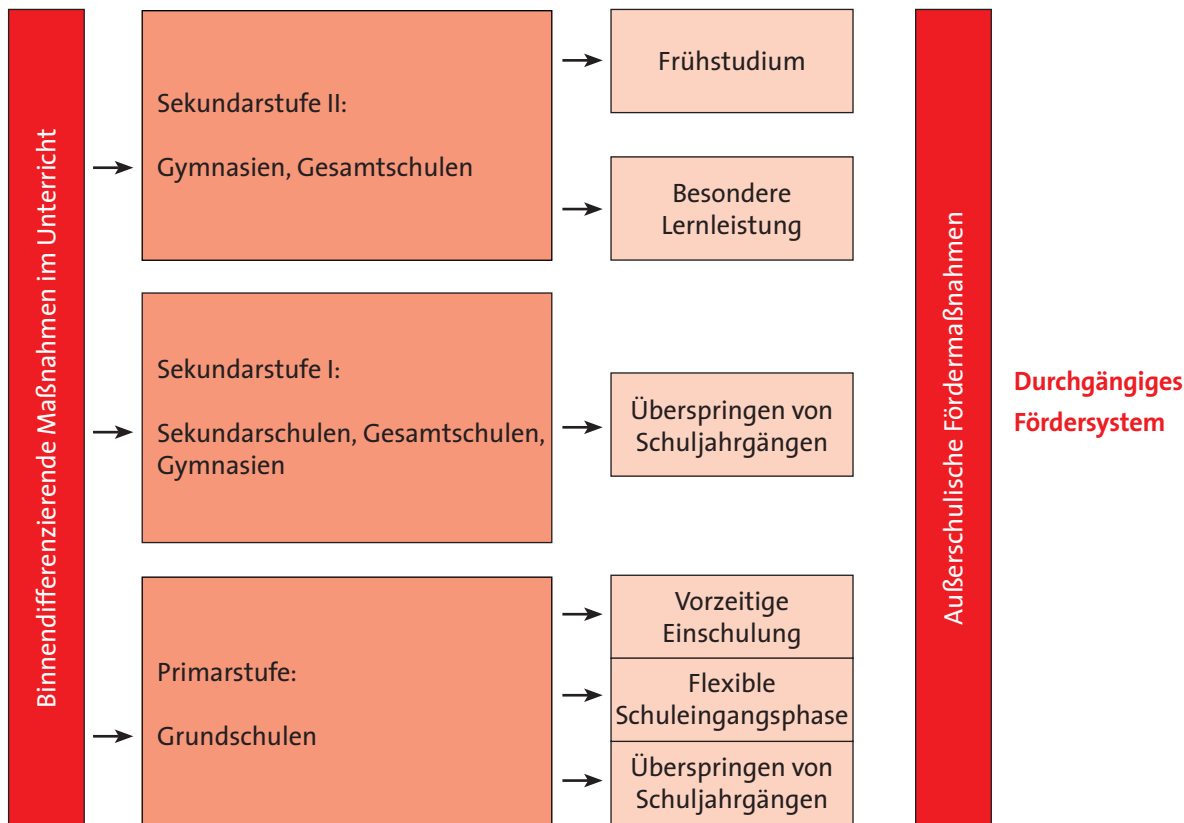 Binnendifferenzierende Maßnahmen im Unterricht
Sekundarstufe II:
Gymnasien, Gesamtschulen
Frühstudium
Besondere
Lernleistung
Sekundarstufe I:
Sekundarschulen, Gesamtschulen,
Gymnasien
Überspringen von
Schuljahrgängen
Primarstufe:
Grundschulen
Vorzeitige
Einschulung
Flexible
Schuleingangsphase
Überspringen von
Schuljahrgängen
Außerschulische Fördermaßnahmen
Durchgängiges
Fördersystem